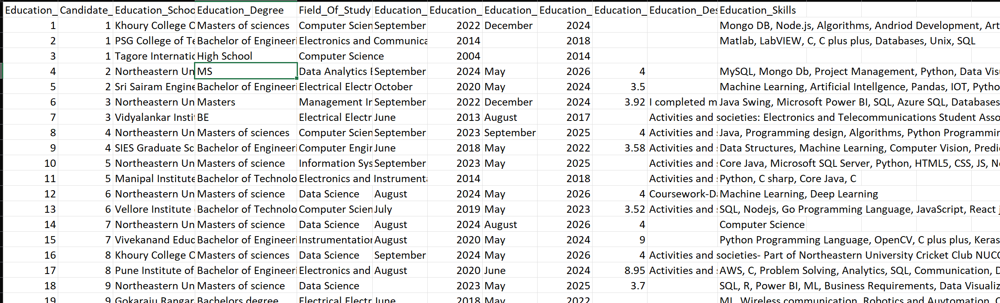 Education_ Candidate_ Education_Schoo Education_Degree Field_Of_Study Education_ Education_ Education_ Education_ Education_ Education_Des Education_Skills
1 1 Khoury College C Masters of sciences Computer Scien September 2022 December 2024 Mongo DB, Node.js, Algorithms, Andriod Development, Art
2 1 PSG College of Te Bachelor of Engineeri Electronics and Communica 2014 2018 Matlab, LabVIEW, C, C plus plus, Databases, Unix, SQL
3 1 Tagore Internatic High School Computer Science 2004 2014
4 2 Northeastern Un MS Data Analytics E September 2024 May 2026 4 MySQL, Mongo Db, Project Management, Python, Data Visu
5 2 Sri Sairam Engine Bachelor of Engineeri Electrical Electr October 2020 May 2024 3.5 Machine Learning, Artificial Intellgence, Pandas, IOT, Pytho
6 3 Northeastern Un Masters Management In September 2022 December 2024 3.92 I completed m Java Swing, Microsoft Power BI, SQL, Azure SQL, Databases
7 3 Vidyalankar Instit BE Electrical Electr June 2013 August 2017 Activities and societies: Electronics and Telecommunications Student Asso
8 4 Northeastern Un Masters of sciences Computer Scien September 2023 September 2025 4 Activities and s Java, Programming design, Algorithms, Python Programmin
9 4 SIES Graduate Sc Bachelor of Engineeri Computer Engin June 2018 May 2022 3.58 Activities and s Data Structures, Machine Learning, Computer Vision, Predic
10 5 Northeastern Un Masters of science Information Sys September 2023 May 2025 Activities and s Core Java, Microsoft SQL Server, Python, HTML5, CSS, JS, No
11 5 Manipal Institute Bachelor of Technolo Electronics and Instrumenta 2014 2018 Activities and s Python, C sharp, Core Java, C
12 6 Northeastern Un Masters of science Data Science August 2024 May 2026 4 Coursework-Da Machine Learning, Deep Learning
13 6 Vellore Institute Bachelor of Technolo Computer Scien July 2019 May 2023 3.52 Activities and s SQL, Nodejs, Go Programming Language, JavaScript, React j
14 7 Northeastern Un Masters of science Data Science August 2024 August 2026 4 Computer Science
15 7 Vivekanand Educ Bachelor of Engineeri Instrumentation August 2020 May 2024 9 Python Programming Language, OpenCV, C plus plus, Keras
16 8 Khoury College C Masters of sciences Data Science September 2024 May 2026 4 Activities and societies- Part of Northeastern University Cricket Club NUCC
17 8 Pune Institute of Bachelor of Engineeri Electronics and August 2020 June 2024 8.95 Activities and s AWS, C, Problem Solving, Analytics, SQL, Communication, D
18 9 Northeastern Un Masters of science Data Science 2023 May 2025 3.7 SQL, R, Power BI, ML, Business Requirements, Data Visualiz
19 9 Gokaraju Rangar Bachelors degree Electrical Electr June 2018 May 2022 ML, Wireless communication, Robotics and Auvtomation, C